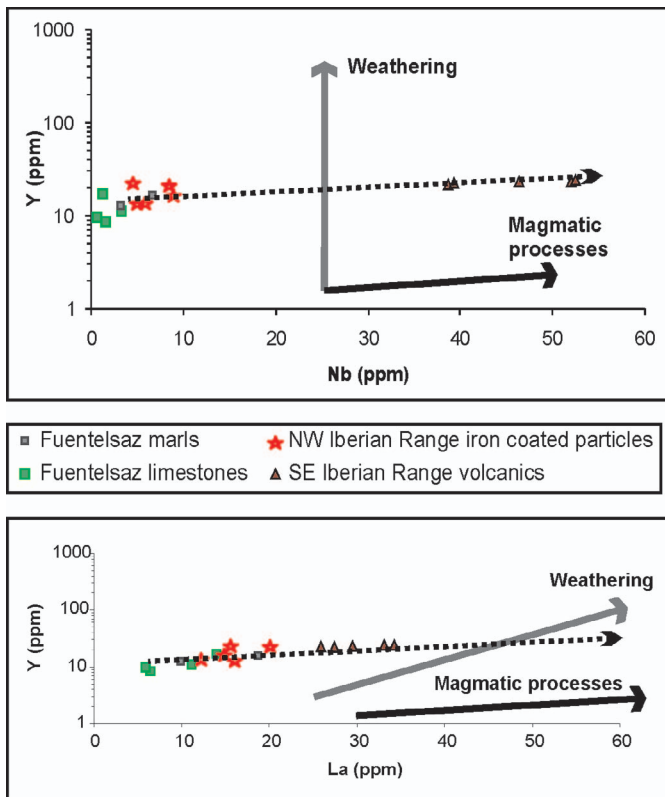 1000
100
10
1
Y (ppm)
Weathering
Magmatic
processes
0 10 20 30 40 50 60
Nb (ppm)
Fuentelsaz marls NW Iberian Range iron coated particles
Fuentelsaz limestones SE Iberian Range volcanics
1000
100
10
1
Y (ppm)
Weathering
Magmatic processes
0 10 20 30 40 50 60
La (ppm)